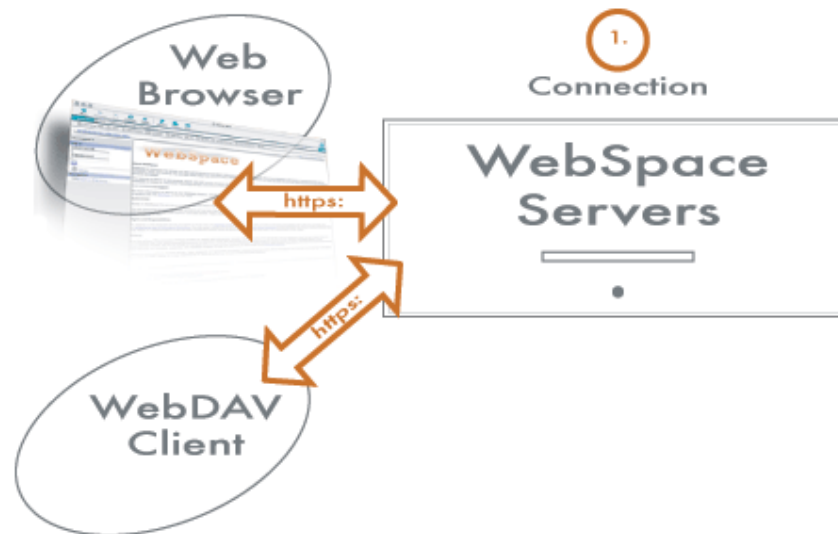 Web
Browser
1.
Connection
WebSpace
WebSpace
Servers
https:
https:
WebDAV
Client